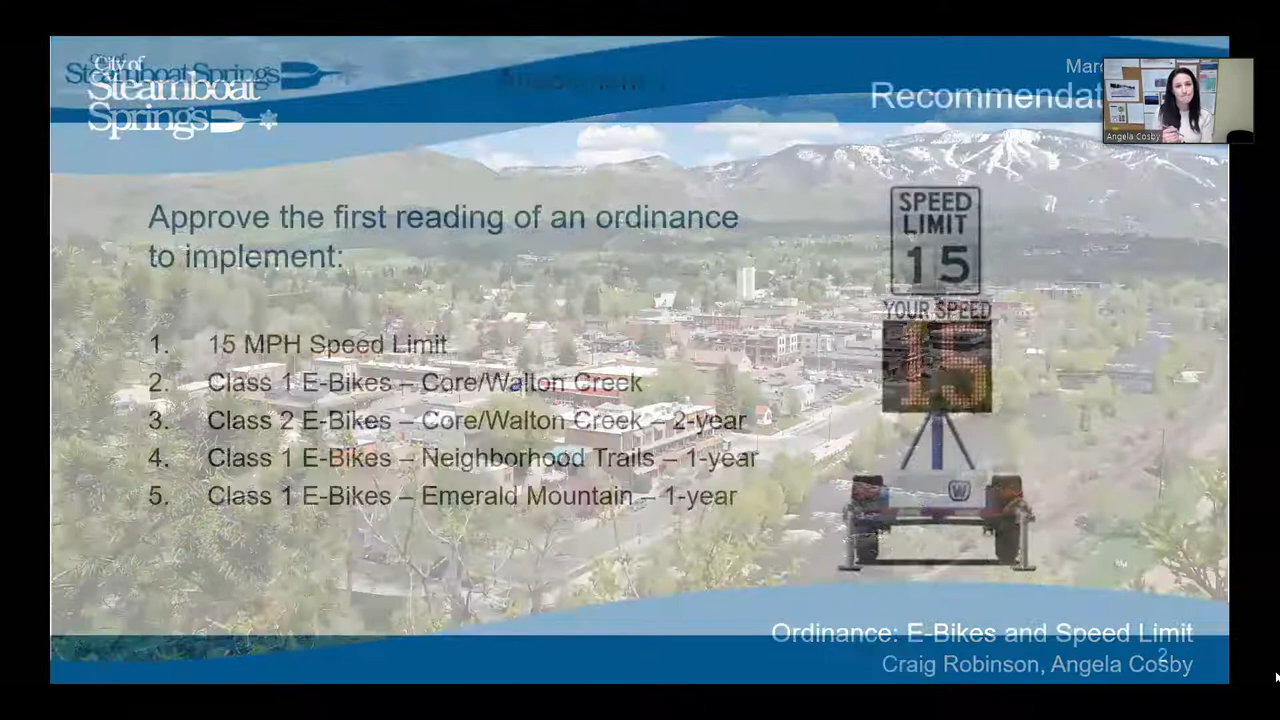 City of
Steamboat
Springs
Steamboat Springs
Recommendat
Angela Cosby
Approve the first reading of an ordinance
to implement:
1. 15 MPH Speed Limit
2. Class 1 E-Bikes – Core/Walton Creek
3. Class 2 E-Bikes – Core/Walton Creek – 2-year
4. Class 1 E-Bikes – Neighborhood Trails – 1-year
5. Class 1 E-Bikes – Emerald Mountain – 1-year
SPEED
LIMIT
15
YOUR SPEED
15
W
Ordinance: E-Bikes and Speed Limit
Craig Robinson, Angela Cosby
2